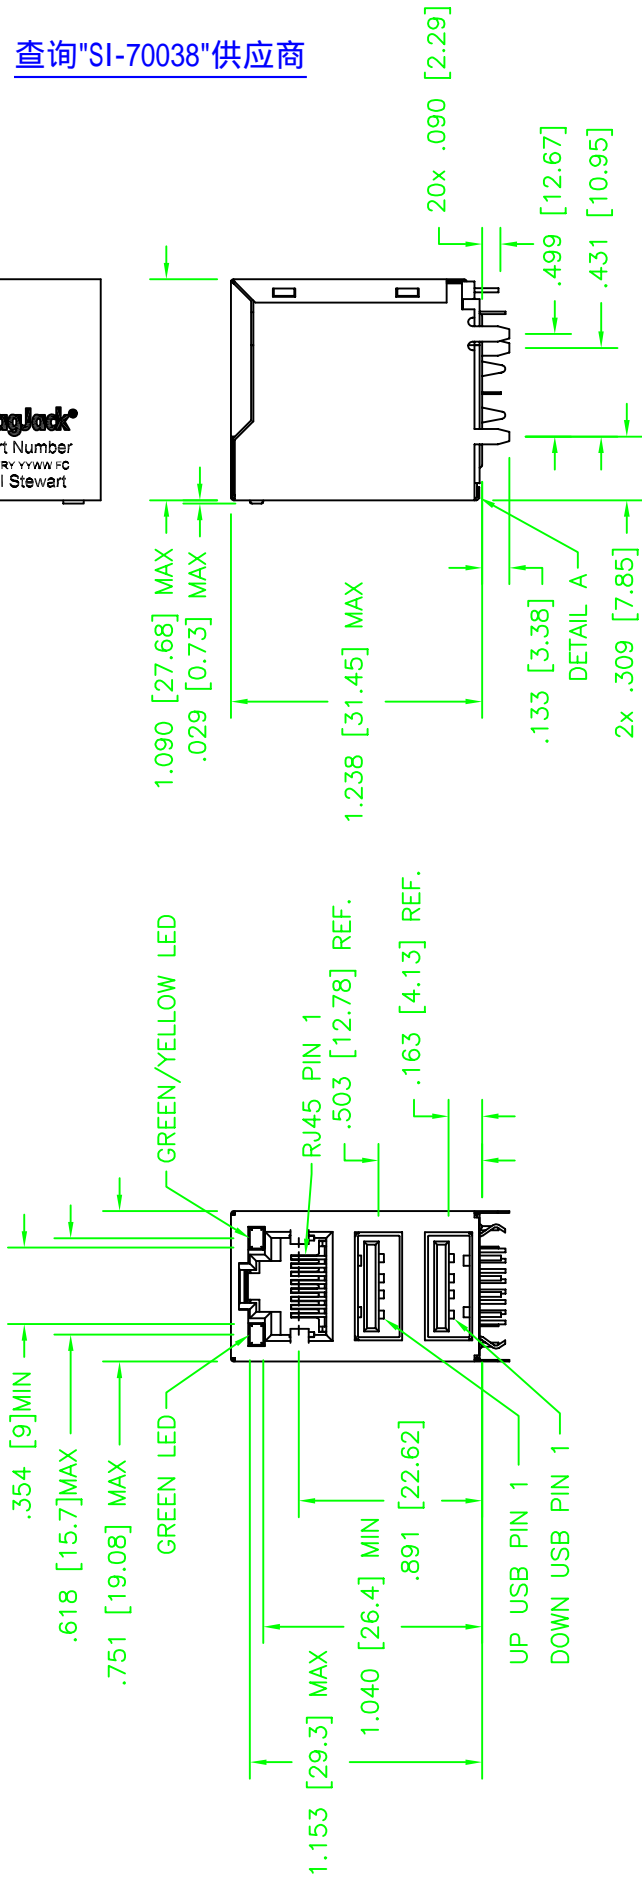 查询"SI-70038"供应商
20x .090 [2.29]
.499 [12.67]
.431 [10.95]
Number
RY YYWW FC
Stewart
1.090 [27.68] MAX
.029 [0.73] MAX
1.238 [31.45] MAX
.133 [3.38]
DETAIL A
2x .309 [7.85]
GREEN/YELLOW LED
RJ45 PIN 1
.503 [12.78] REF.
.163 [4.13] REF.
.354 [9]MIN
.618 [15.7]MAX
.751 [19.08] MAX
GREEN LED
.891 [22.62]
1.040 [26.4] MIN
1.153 [29.3] MAX
UP USB PIN 1
DOWN USB PIN 1